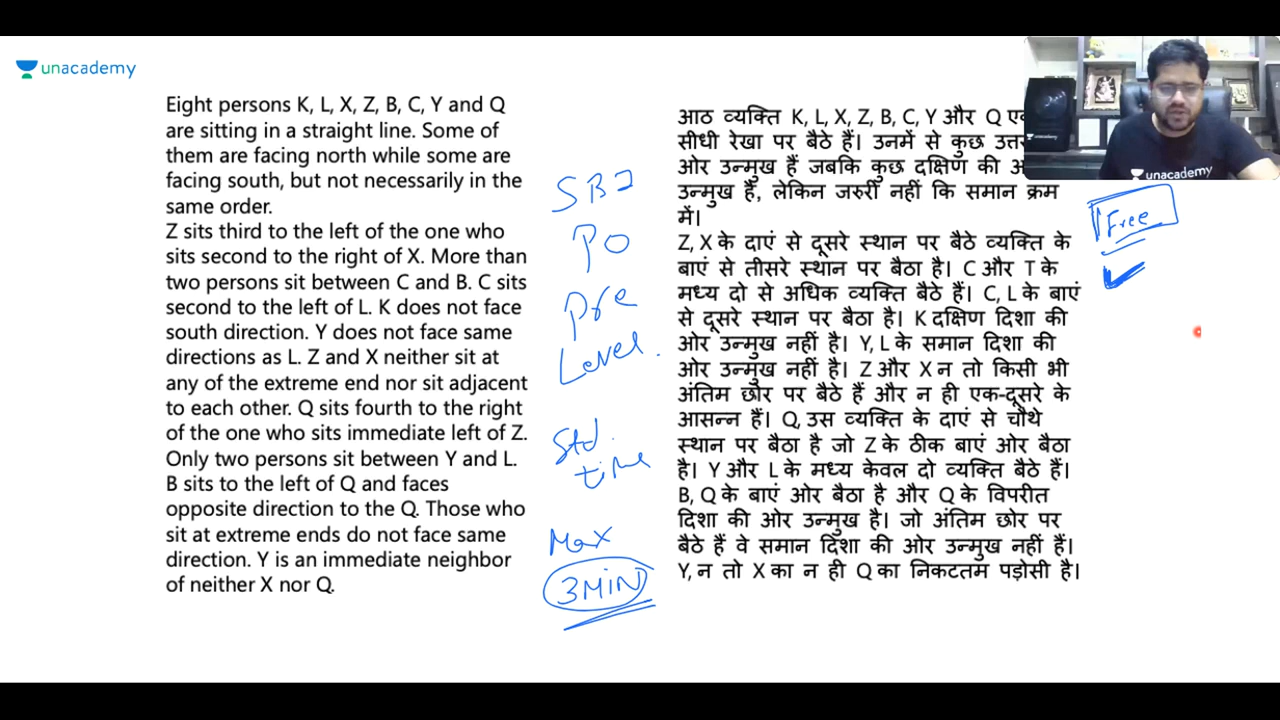 unacademy
Eight persons K, L, X, Z, B, C, Y and Q
are sitting in a straight line. Some of
them are facing north while some are
facing south, but not necessarily in the
same order.
Z sits third to the left of the one who
sits second to the right of X. More than
two persons sit between C and B. C sits
second to the left of L. K does not face
south direction. Y does not face same
directions as L. Z and X neither sit at
any of the extreme end nor sit adjacent
to each other. Q sits fourth to the right
of the one who sits immediate left of Z.
Only two persons sit between Y and L.
B sits to the left of Q and faces
opposite direction to the Q. Those who
sit at extreme ends do not face same
direction. Y is an immediate neighbor
of neither X nor Q.
SBI
PO
Pre
Level.
Std.
time
Max
3 MIN
आठ व्यक्ति K, L, X, Z, B, C, Y और Q
सीधी रेखा पर बैठे हैं। उनमें से कुछ
ओर उन्मुख हैं जबकि कुछ दक्षिण की
उन्मुख हैं, लेकिन जरुरी नहीं कि समान क्रम
में।
Z, X के दाएं से दूसरे स्थान पर बैठे व्यक्ति के
बाएं से तीसरे स्थान पर बैठा है। C और T के
मध्य दो से अधिक व्यक्ति बैठे हैं। C, L के बाएं
से दूसरे स्थान पर बैठा है। K दक्षिण दिशा की
ओर उन्मुख नहीं है। Y, L के समान दिशा की
ओर उन्मुख नहीं है। Z और X न तो किसी भी
अंतिम छोर पर बैठे हैं और न ही एक-दूसरे के
आसन्न हैं। Q, उस व्यक्ति के दाएं से चौथे
स्थान पर बैठा है जो Z के ठीक बाएं ओर बैठा
है। Y और L के मध्य केवल दो व्यक्ति बैठे हैं।
B, Q के बाएं ओर बैठा है और Q के विपरीत
दिशा की ओर उन्मुख नहीं है। जो अंतिम छोर पर
बैठे हैं वे समान दिशा की ओर उन्मुख नहीं हैं।
Y, न तो X का न ही Q का निकटतम पड़ोसी है।
unacademy
Free